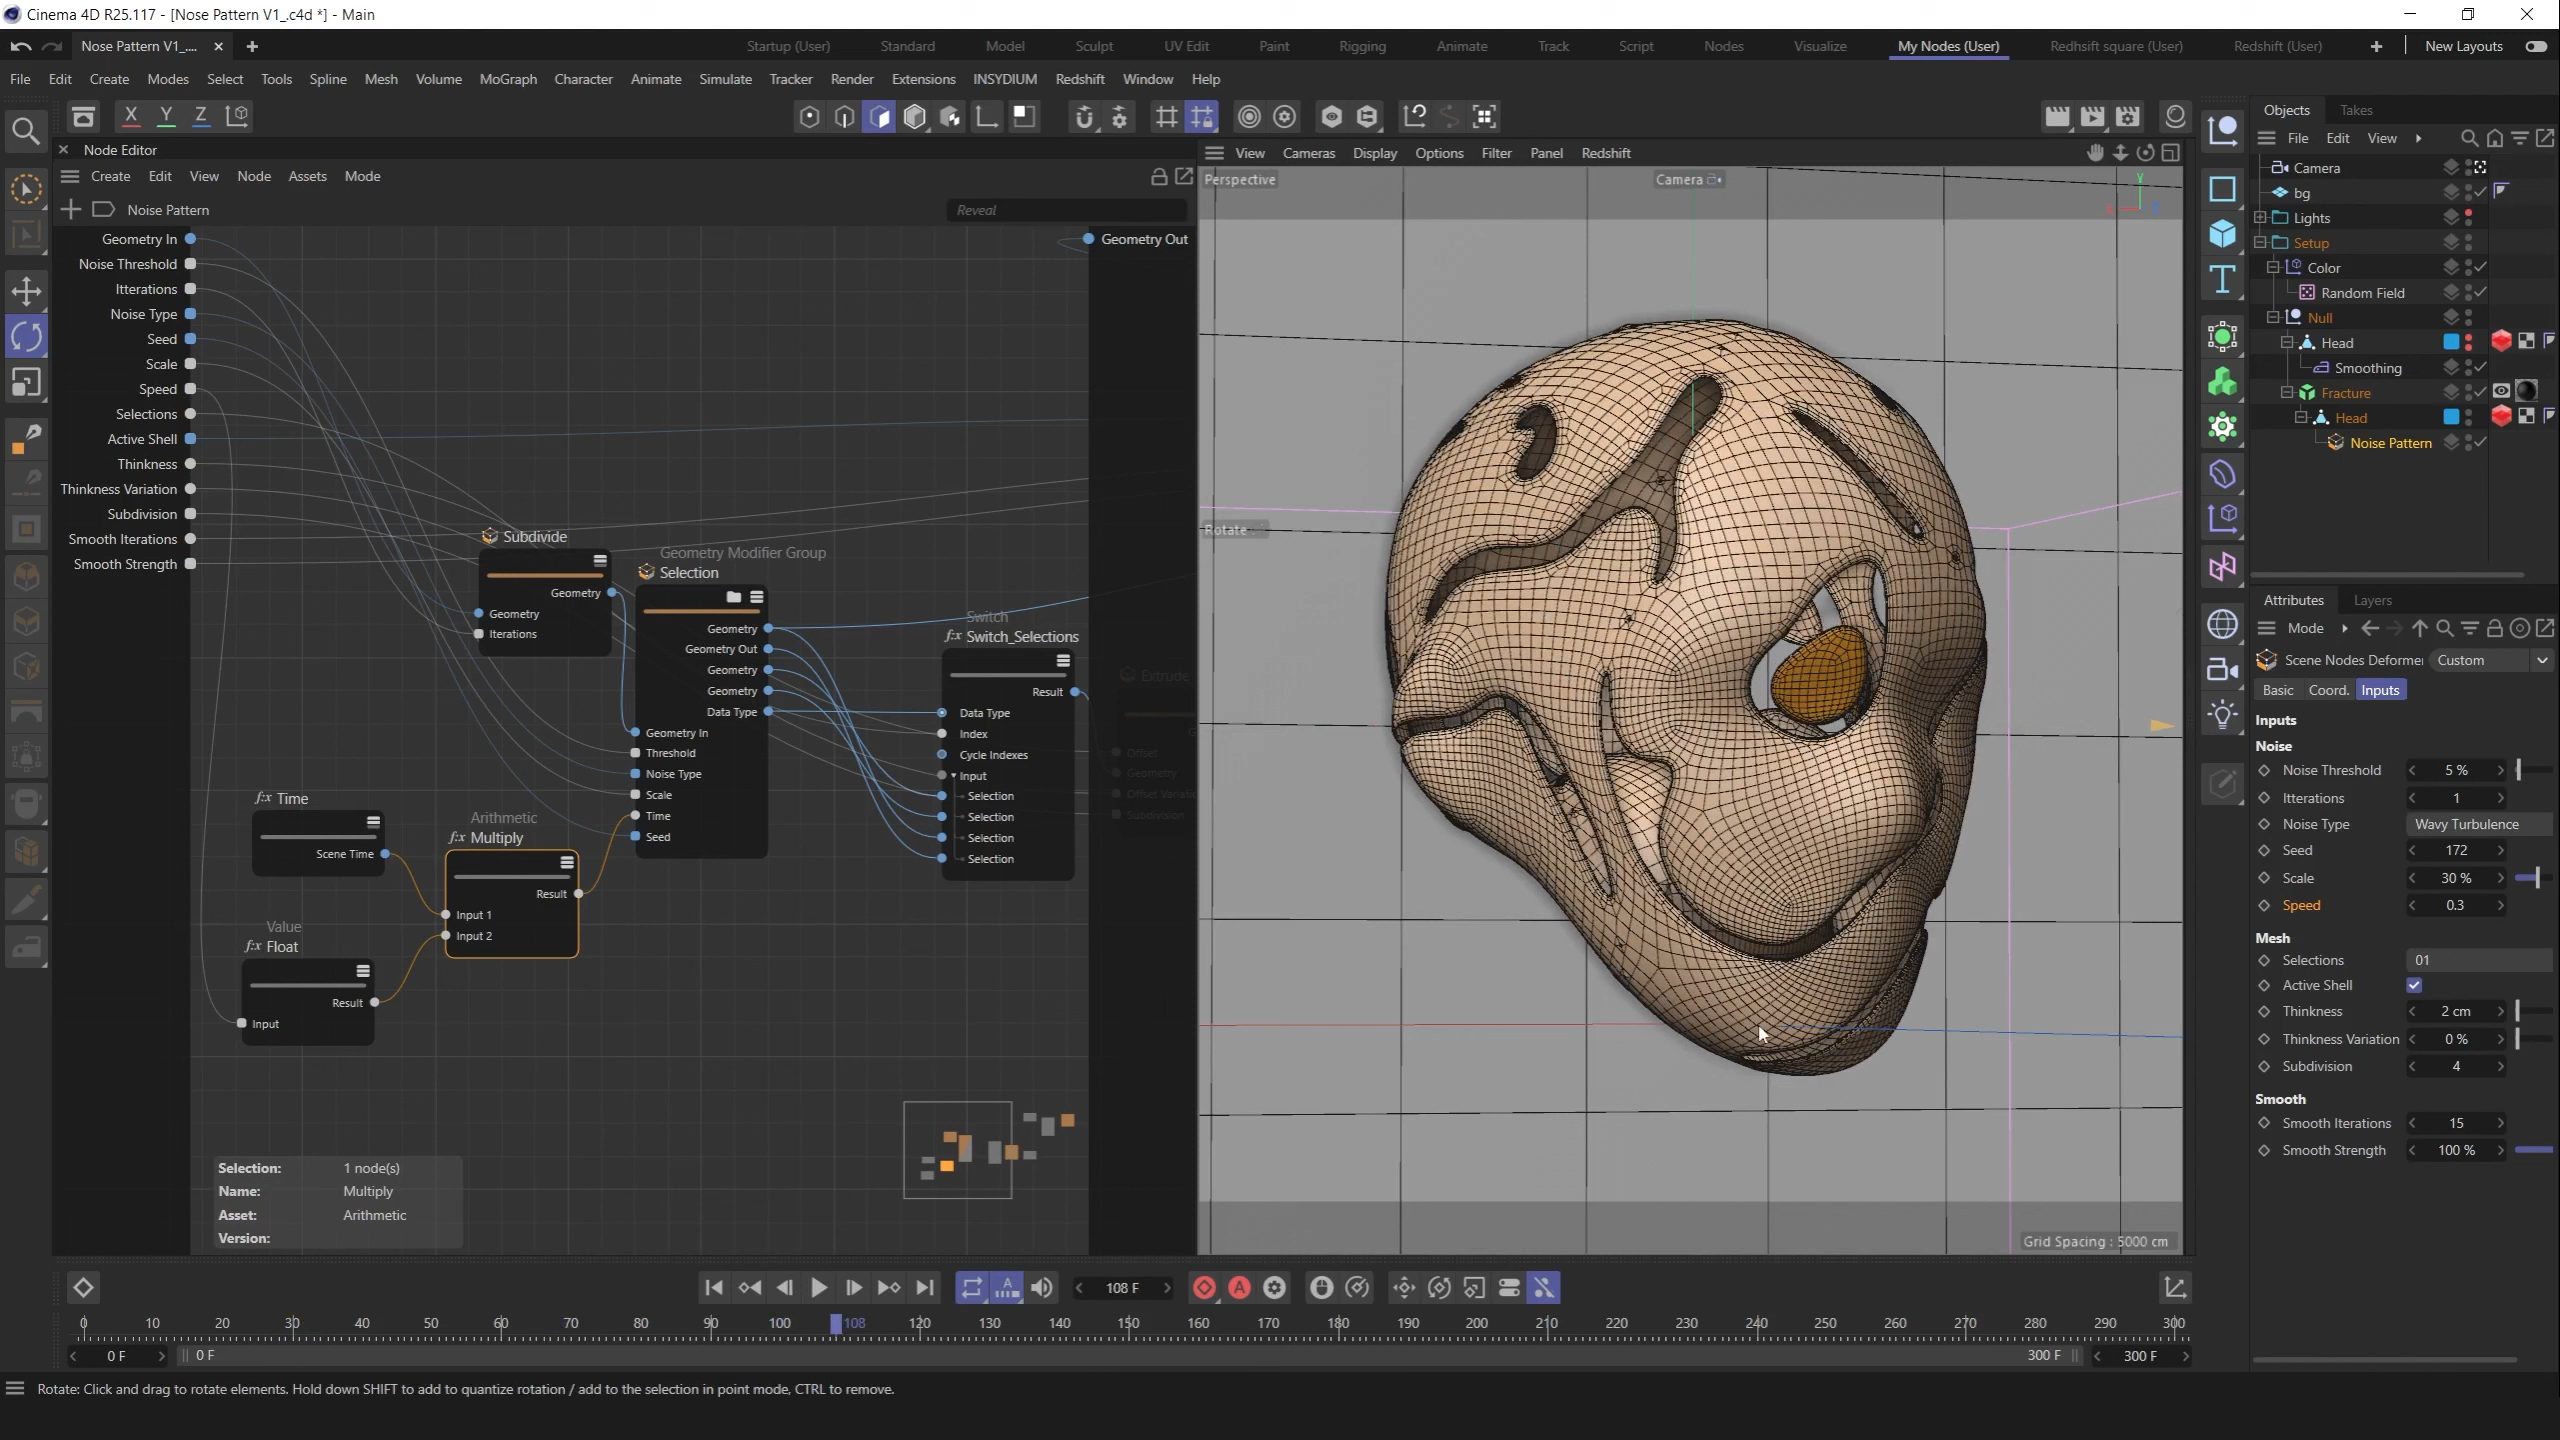 Cinema 4D R25.117 - [Nose Pattern V1_.c4d *] - Main
Nose Pattern V1_....
Startup (User)
Standard
Model
Sculpt
UV Edit
Paint
Rigging
Animate
Track
Script
Nodes
Visualize
My Nodes (User)
Redhsift square (User)
Redshift (User)
New Layouts
File
Edit
Create
Modes
Select
Tools
Spline
Mesh
Volume
MoGraph
Character
Animate
Simulate
Tracker
Render
Extensions
INSYDIUM
Redshift
Window
Help
X
Y
Z
Node Editor
Create
Edit
View
Node
Assets
Mode
Noise Pattern
Reveal
Geometry In
Noise Threshold
Itterations
Noise Type
Seed
Scale
Speed
Selections
Active Shell
Thinkness
Thinkness Variation
Subdivision
Smooth Iterations
Smooth Strength
Geometry Out
Subdivide
Geometry
Geometry
Iterations
Geometry Modifier Group
Selection
Geometry
Geometry Out
Geometry
Geometry
Data Type
Geometry In
Threshold
Noise Type
Scale
Time
Seed
Switch
f:x Switch_Selections
Result
Data Type
Index
Cycle Indexes
Input
Selection
Selection
Selection
Selection
Extrude
Offset
Geometry
Offset Variatio
Subdivision
f:x Time
Scene Time
Arithmetic
f:x Multiply
Result
Input 1
Input 2
Value
f:x Float
Result
Input
Selection: 1 node(s)
Name: Multiply
Asset: Arithmetic
Version:
View
Cameras
Display
Options
Filter
Panel
Redshift
Perspective
Camera
Y
Rotate
Grid Spacing : 5000 cm
Objects
Takes
File
Edit
View
Camera
bg
Lights
Setup
Color
Random Field
Null
Head
Smoothing
Fracture
Head
Noise Pattern
Attributes
Layers
Mode
Scene Nodes Deformer
Custom
Basic
Coord.
Inputs
Inputs
Noise
Noise Threshold 5 %
Itterations 1
Noise Type Wavy Turbulence
Seed 172
Scale 30 %
Speed 0.3
Mesh
Selections 01
Active Shell
Thinkness 2 cm
Thinkness Variation 0 %
Subdivision 4
Smooth
Smooth Iterations 15
Smooth Strength 100 %
108 F
0 10 20 30 40 50 60 70 80 90 100 108 120 130 140 150 160 170 180 190 200 210 220 230 240 250 260 270 280 290 300
0 F
0 F
300 F
300 F
Rotate: Click and drag to rotate elements. Hold down SHIFT to add to quantize rotation / add to the selection in point mode, CTRL to remove.